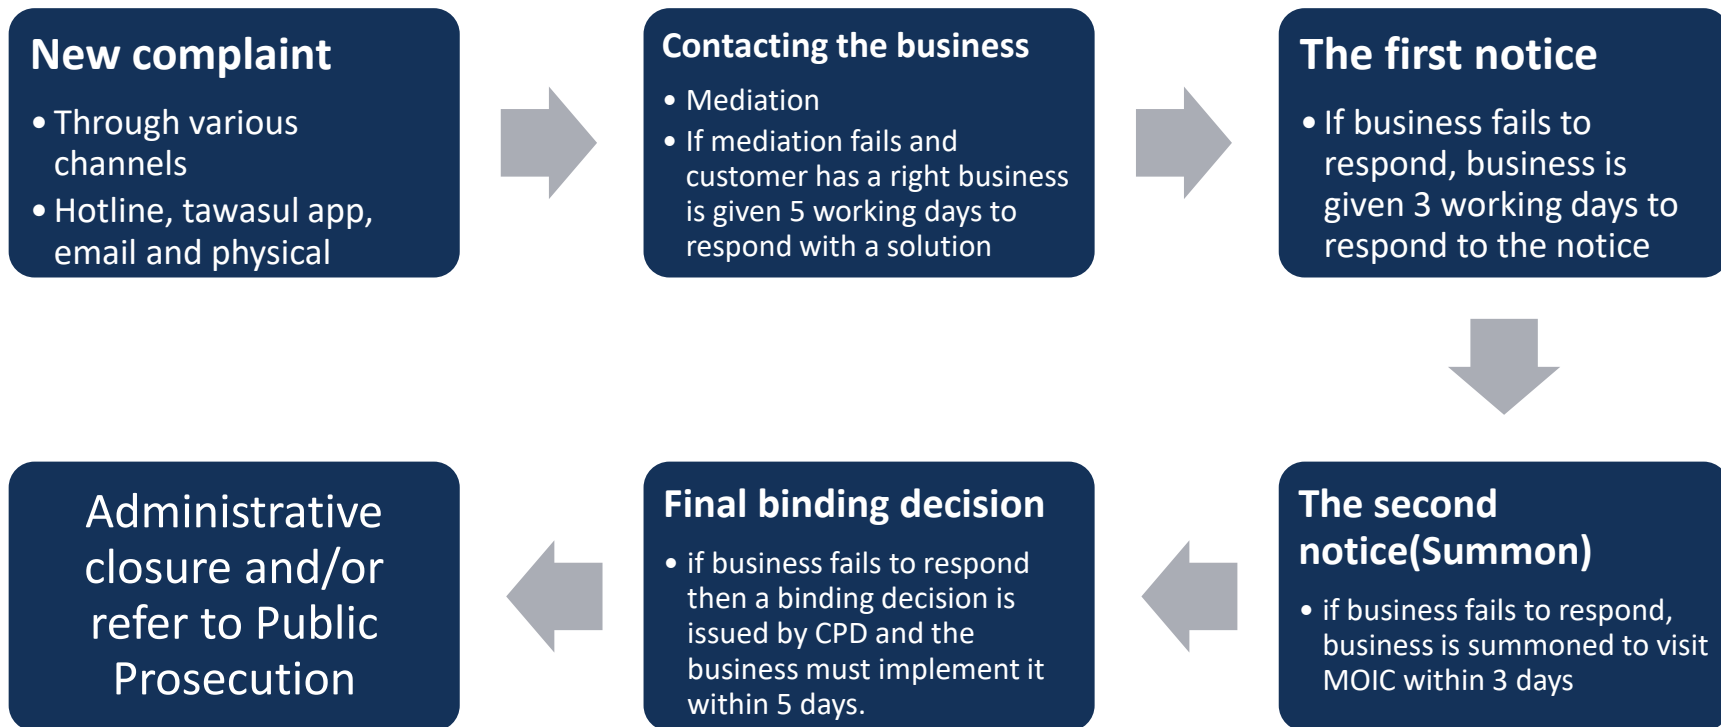 New complaint
• Through various
channels
• Hotline, tawasul app,
email and physical
Contacting the business
• Mediation
• If mediation fails and
customer has a right business
is given 5 working days to
respond with a solution
The first notice
• If business fails to
respond, business is
given 3 working days to
respond to the notice
The second
notice(Summon)
• if business fails to respond,
business is summoned to visit
MOIC within 3 days
Final binding decision
• if business fails to respond
then a binding decision is
issued by CPD and the
business must implement it
within 5 days.
Administrative
closure and/or
refer to Public
Prosecution